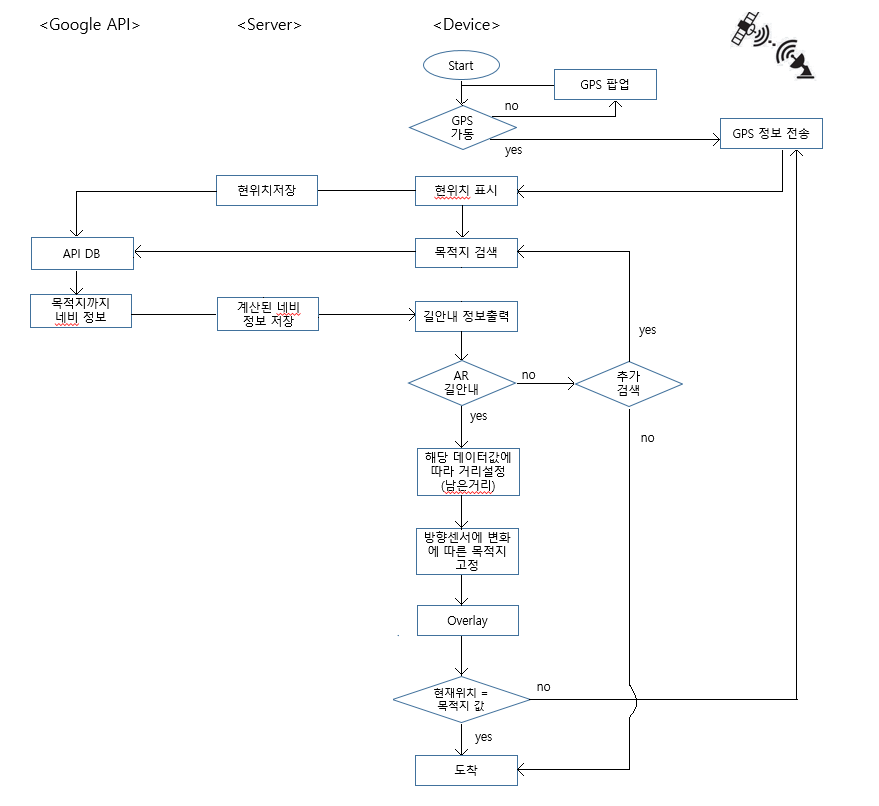 <Google API>
<Server>
<Device>
Start
GPS 팝업
no
GPS
가동
yes
GPS 정보 전송
현위치저장
현위치 표시
API DB
목적지 검색
목적지까지
네비 정보
계산된 네비
정보 저장
길안내 정보출력
yes
AR
길안내
no
추가
검색
yes
no
해당 데이터값에
따라 거리설정
(남은거리)
방향센서에 변화
에 따른 목적지
고정
Overlay
현재위치 =
목적지 값
no
yes
도착